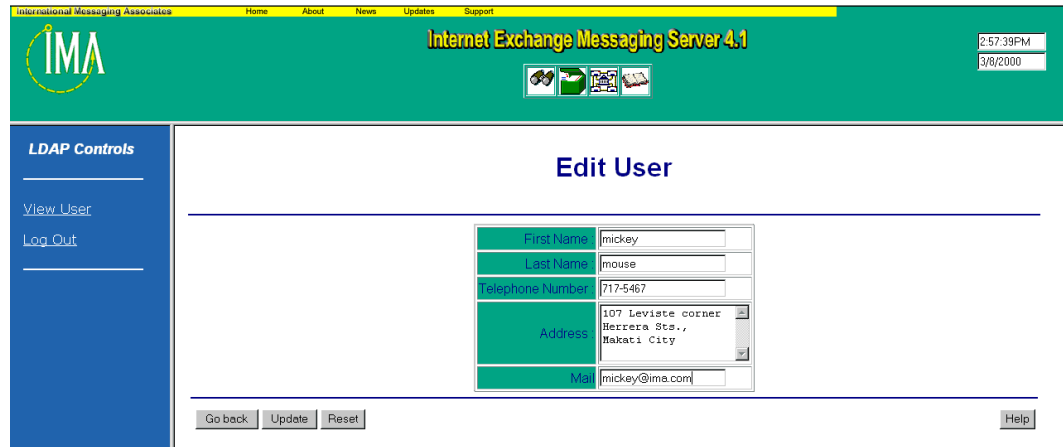 International Messaging Associates Home About News Updates Support
IMA
Internet Exchange Messaging Server 4.1
2:57:39PM
3/8/2000
LDAP Controls
View User
Log Out
Edit User
First Name : mickey
Last Name : mouse
Telephone Number : 717-5467
Address : 107 Leviste corner
Herrera Sts.,
Makati City
Mail mickey@ima.com
Go back Update Reset Help